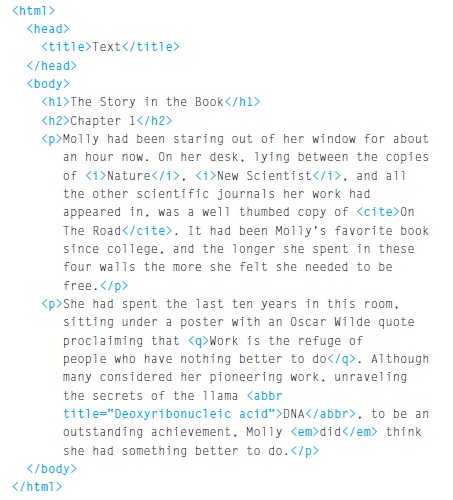 <html>
<head>
<title>Text</title>
</head>
<body>
<h1>The Story in the Book</h1>
<h2>Chapter 1</h2>
<p>Molly had been staring out of her window for about
an hour now. On her desk, lying between the copies
of <i>Nature</i>, <i>New Scientist</i>, and all
the other scientific journals her work had
appeared in, was a well thumbed copy of <cite>On
The Road</cite>. It had been Molly's favorite book
since college, and the longer she spent in these
four walls the more she felt she needed to be
free.</p>
<p>She had spent the last ten years in this room,
sitting under a poster with an Oscar Wilde quote
proclaiming that <q>Work is the refuge of
people who have nothing better to do</q>. Although
many considered her pioneering work, unraveling
the secrets of the llama <abbr
title="Deoxyribonucleic acid">DNA</abbr>, to be an
outstanding achievement, Molly <em>did</em> think
she had something better to do.</p>
</body>
</html>